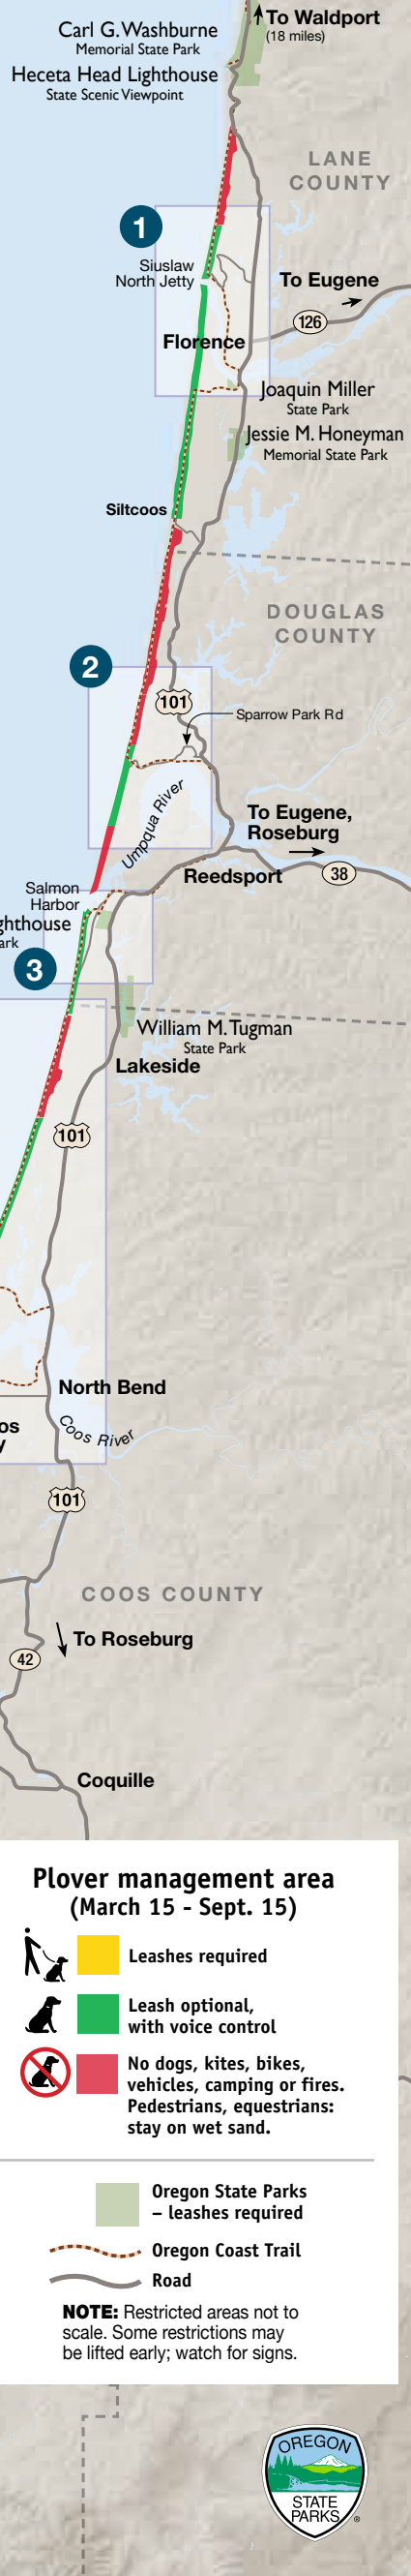 To Waldport
(18 miles)
Carl G. Washburne
Memorial State Park
Heceta Head Lighthouse
State Scenic Viewpoint
LANE
COUNTY
1
Siuslaw
North Jetty
To Eugene
126
Florence
Joaquin Miller
State Park
Jessie M. Honeyman
Memorial State Park
Siltcoos
DOUGLAS
COUNTY
2
101
Sparrow Park Rd
Umpqua River
To Eugene,
Roseburg
38
Reedsport
Salmon
Harbor
ghthouse
ark
3
William M. Tugman
State Park
Lakeside
101
North Bend
os
y
Coos River
101
COOS COUNTY
To Roseburg
42
Coquille
Plover management area
(March 15 - Sept. 15)
Leashes required
Leash optional,
with voice control
No dogs, kites, bikes,
vehicles, camping or fires.
Pedestrians, equestrians:
stay on wet sand.
Oregon State Parks
– leashes required
Oregon Coast Trail
Road
NOTE: Restricted areas not to
scale. Some restrictions may
be lifted early; watch for signs.
OREGON
STATE
PARKS
®